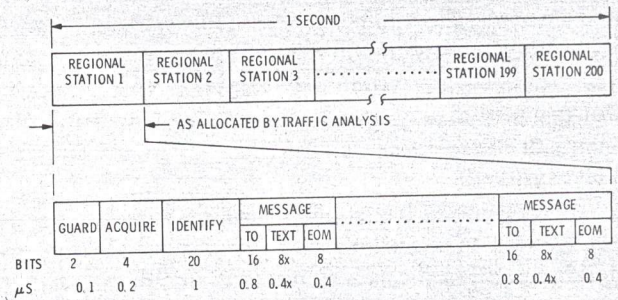 1 SECOND
REGIONAL STATION 1 REGIONAL STATION 2 REGIONAL STATION 3 REGIONAL STATION 199 REGIONAL STATION 200
AS ALLOCATED BY TRAFFIC ANALYSIS
GUARD ACQUIRE IDENTIFY MESSAGE MESSAGE
TO TEXT EOM TO TEXT EOM
BITS 2 4 20 16 8x 8 16 8x 8
μS 0.1 0.2 1 0.8 0.4x 0.4 0.8 0.4x 0.4